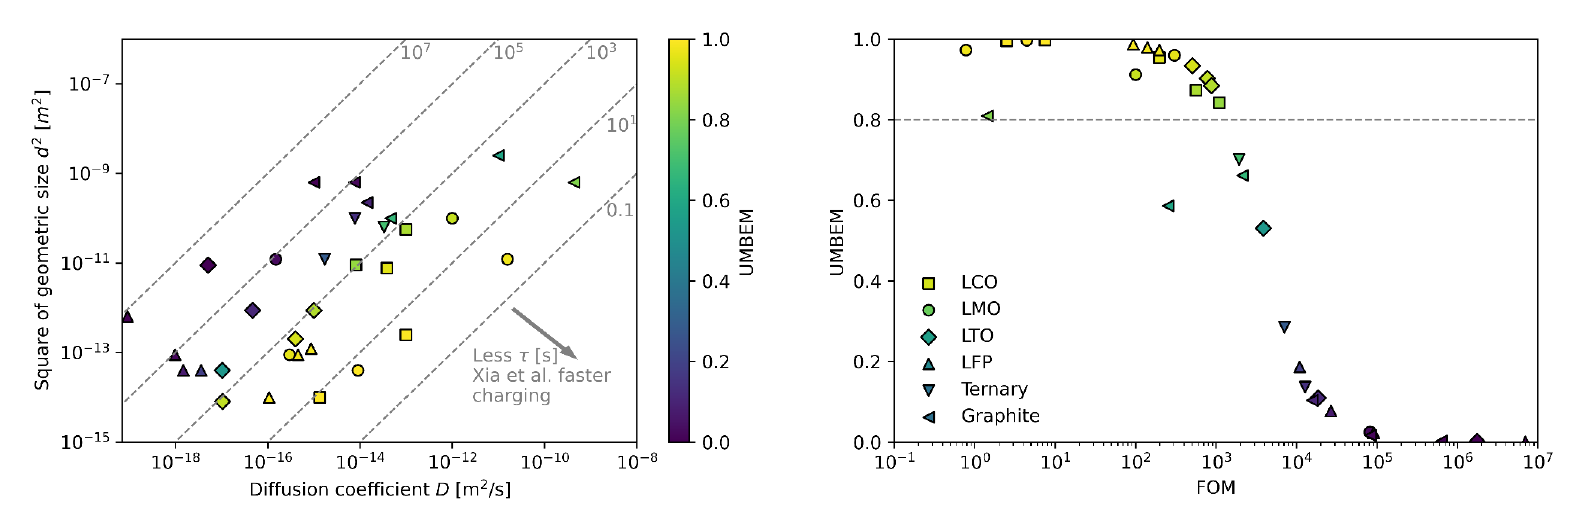 10⁷
10⁵
10³
10¹
0.1
10⁻⁷
10⁻⁹
10⁻¹¹
10⁻¹³
10⁻¹⁵
Square of geometric size d² [m²]
Less τ [s]
Xia et al. faster
charging
10⁻¹⁸
10⁻¹⁶
10⁻¹⁴
10⁻¹²
10⁻¹⁰
10⁻⁸
Diffusion coefficient D [m²/s]
1.0
0.8
0.6
0.4
0.2
0.0
UMBEM
1.0
0.8
0.6
0.4
0.2
0.0
UMBEM
LCO
LMO
LTO
LFP
Ternary
Graphite
10⁻¹
10⁰
10¹
10²
10³
10⁴
10⁵
10⁶
10⁷
FOM